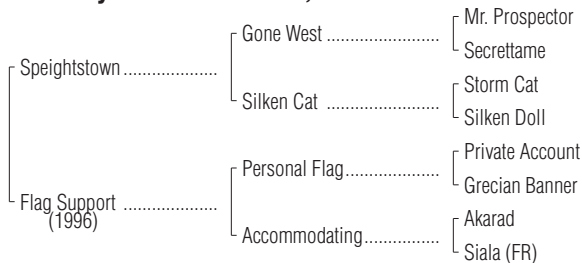 Mr. Prospector
Gone West ........................
Secrettame
Speightstown ....................
Storm Cat
Silken Cat ........................
Silken Doll
Private Account
Personal Flag....................
Grecian Banner
Flag Support ....................
(1996)
Akarad
Accommodating................
Siala (FR)